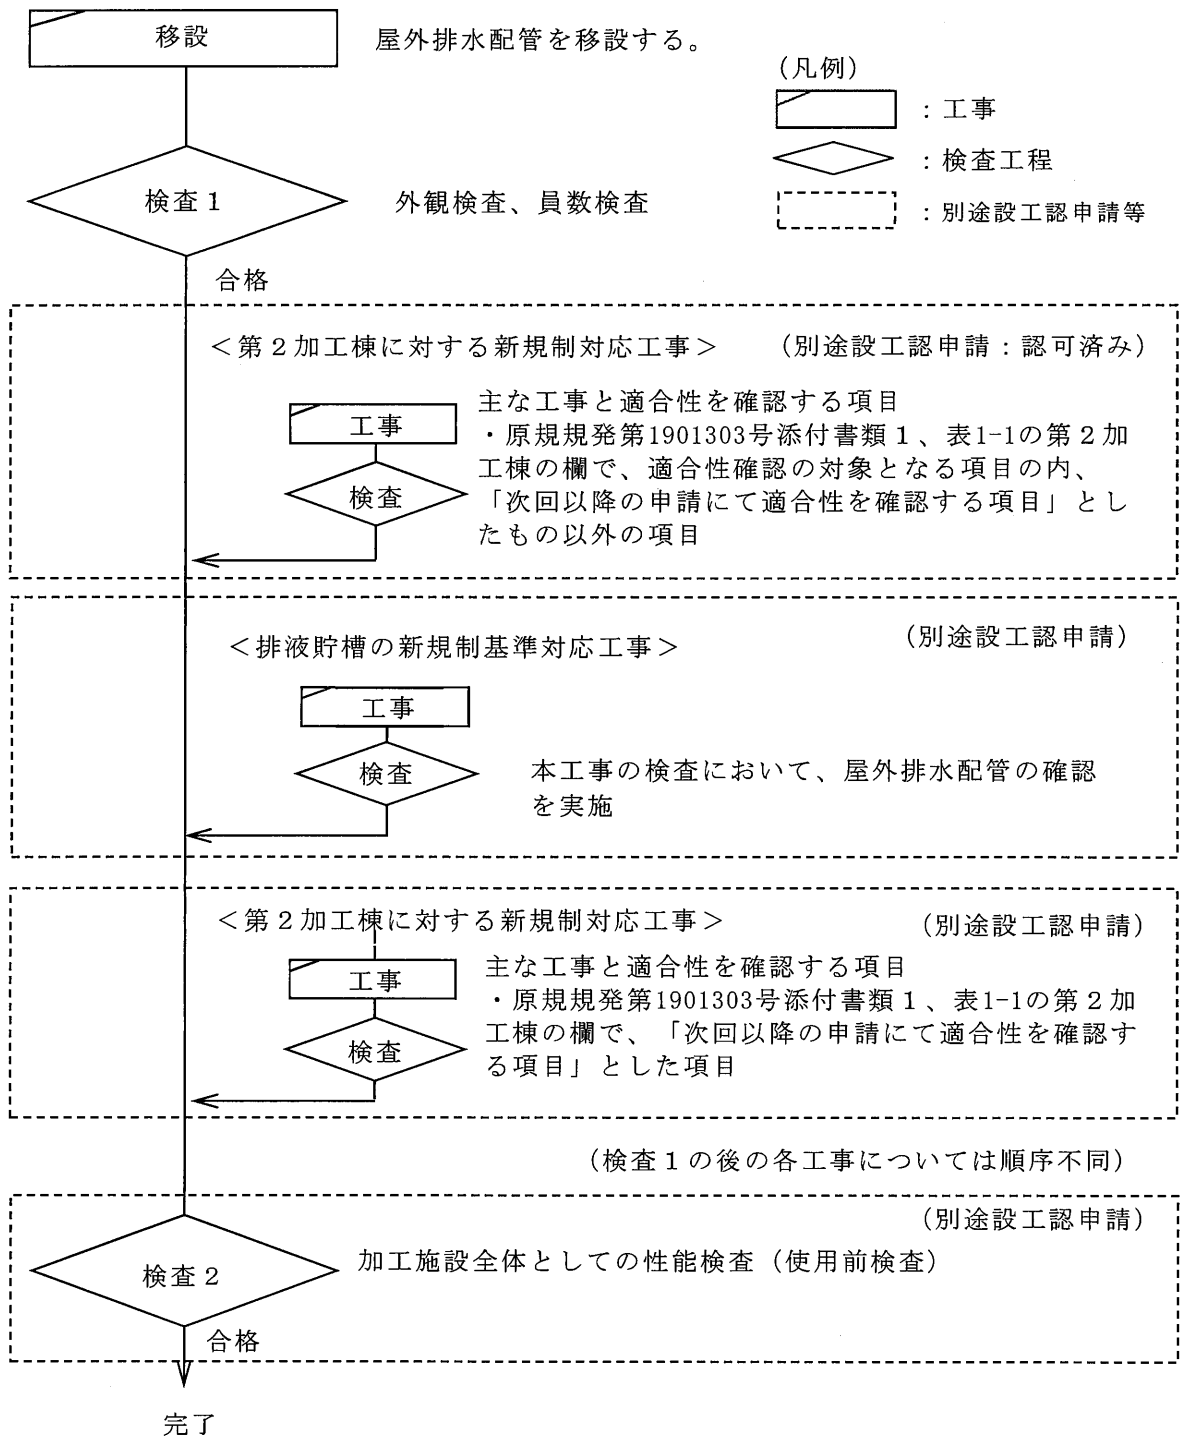 移設
屋外排水配管を移設する。
(凡例)
：工事
：検査工程
：別途設工認申請等
検査１
外観検査、員数検査
合格
＜第２加工棟に対する新規制対応工事＞
(別途設工認申請：認可済み)
工事
検査
主な工事と適合性を確認する項目
・原規規発第1901303号添付書類１、表1-1の第２加
工棟の欄で、適合性確認の対象となる項目の内、
「次回以降の申請にて適合性を確認する項目」とし
たもの以外の項目
＜排液貯槽の新規制基準対応工事＞
(別途設工認申請)
工事
検査
本工事の検査において、屋外排水配管の確認
を実施
＜第２加工棟に対する新規制対応工事＞
(別途設工認申請)
工事
検査
主な工事と適合性を確認する項目
・原規規発第1901303号添付書類１、表1-1の第２加
工棟の欄で、「次回以降の申請にて適合性を確認す
る項目」とした項目
(検査１の後の各工事については順序不同)
(別途設工認申請)
検査２
加工施設全体としての性能検査（使用前検査）
合格
完了